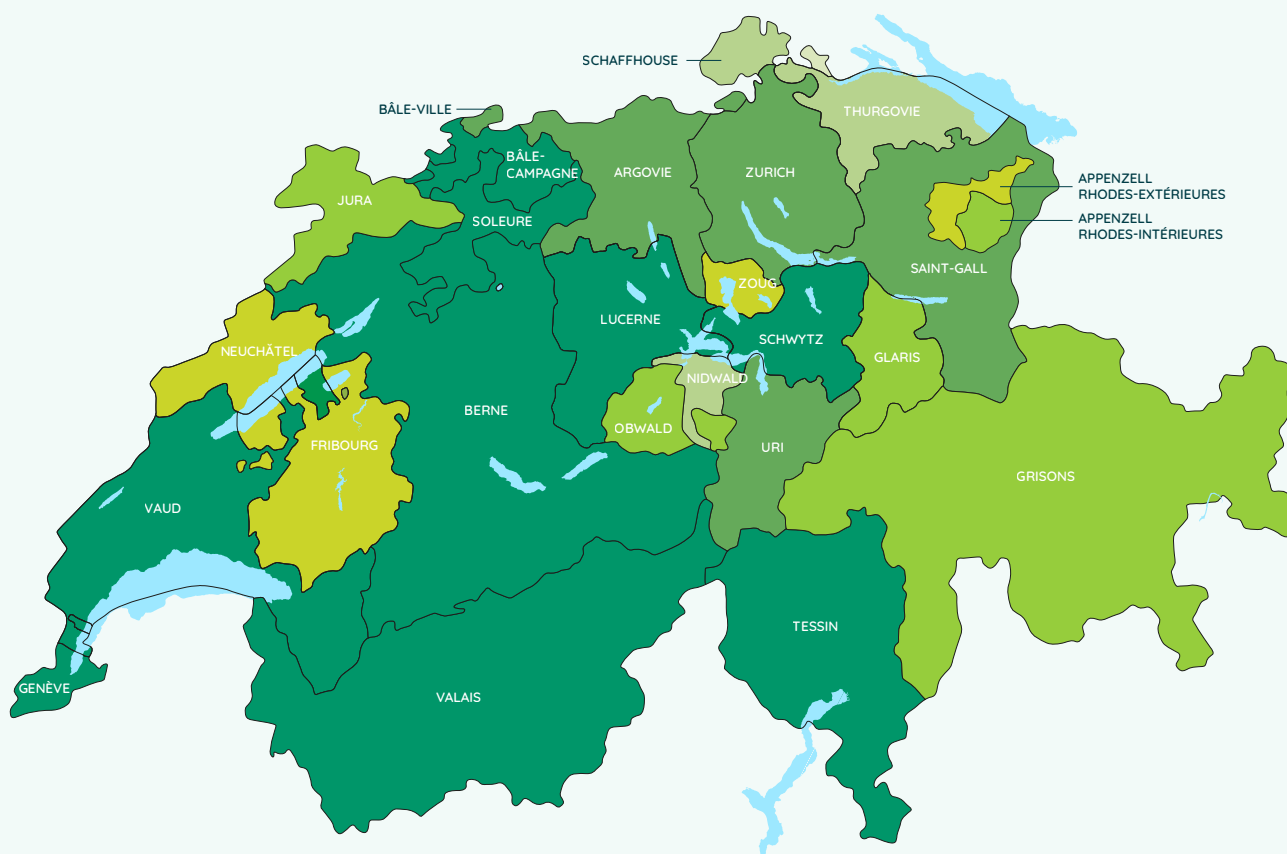 SCHAFFHOUSE
BÂLE-VILLE
THURGOVIE
BÂLE-
CAMPAGNE
ARGOVIE
ZURICH
APPENZELL
RHODES-EXTÉRIEURES
JURA
SOLEURE
APPENZELL
RHODES-INTÉRIEURES
SAINT-GALL
ZOUG
LUCERNE
SCHWYTZ
NEUCHÂTEL
GLARIS
NIDWALD
BERNE
OBWALD
FRIBOURG
URI
GRISONS
VAUD
TESSIN
GENÈVE
VALAIS